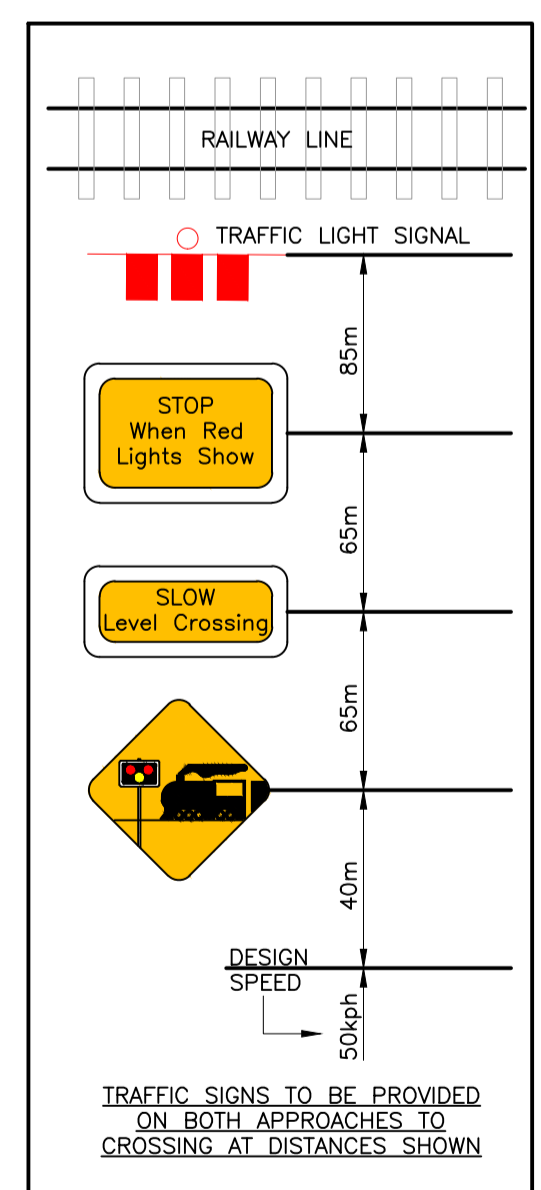 RAILWAY LINE
TRAFFIC LIGHT SIGNAL
85m
STOP
When Red
Lights Show
65m
SLOW
Level Crossing
65m
40m
DESIGN
SPEED
50kph
TRAFFIC SIGNS TO BE PROVIDED
ON BOTH APPROACHES TO
CROSSING AT DISTANCES SHOWN